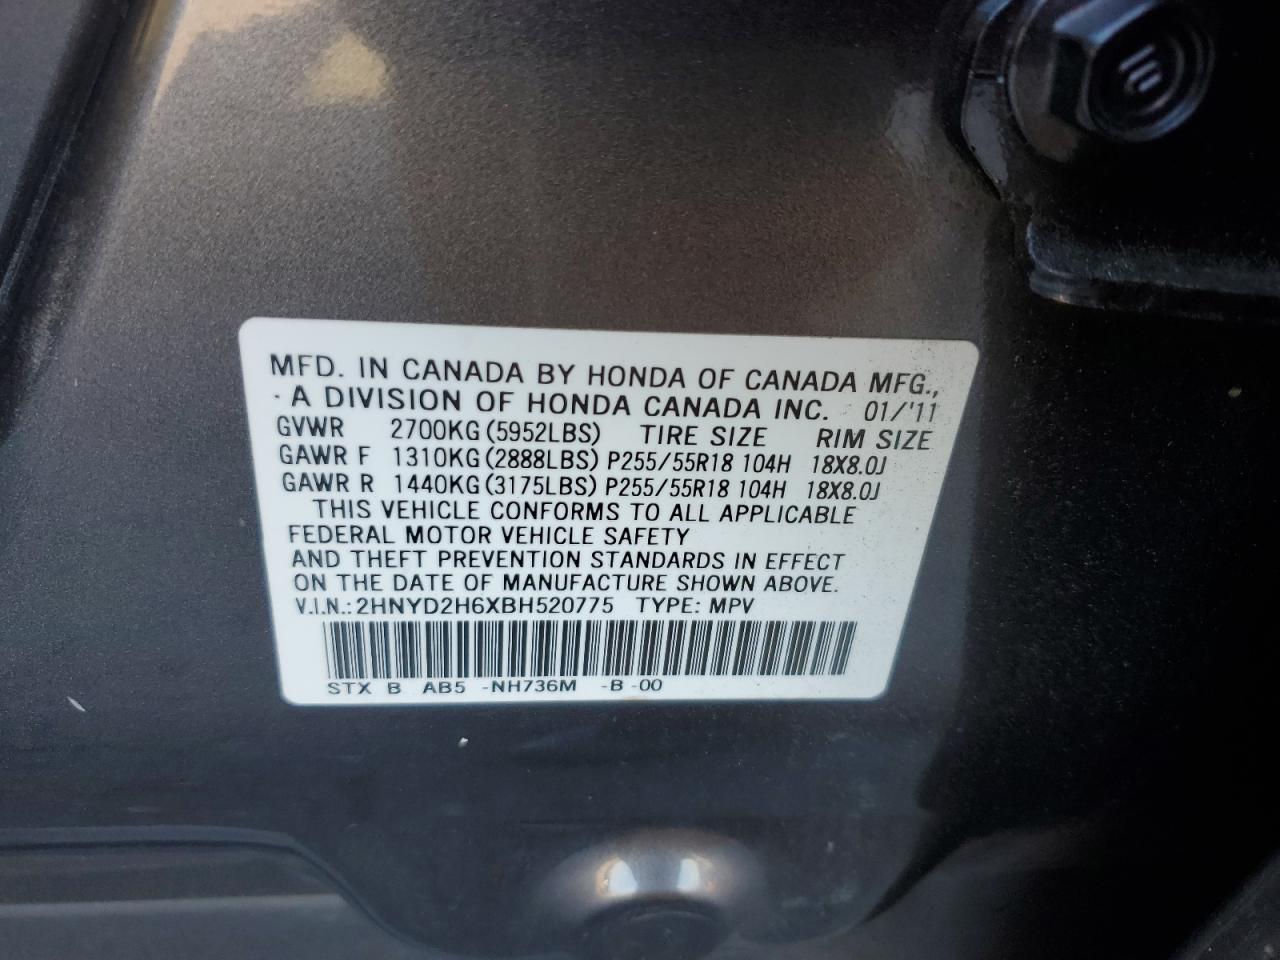 MFD. IN CANADA BY HONDA OF CANADA MFG.,
A DIVISION OF HONDA CANADA INC. 01/'11
GVWR 2700KG (5952LBS) TIRE SIZE RIM SIZE
GAWR F 1310KG (2888LBS) P255/55R18 104H 18X8.0J
GAWR R 1440KG (3175LBS) P255/55R18 104H 18X8.0J
THIS VEHICLE CONFORMS TO ALL APPLICABLE
FEDERAL MOTOR VEHICLE SAFETY
AND THEFT PREVENTION STANDARDS IN EFFECT
ON THE DATE OF MANUFACTURE SHOWN ABOVE.
V.I.N.: 2HNYD2H6XBH520775 TYPE: MPV
STX B AB5 -NH736M -B -00